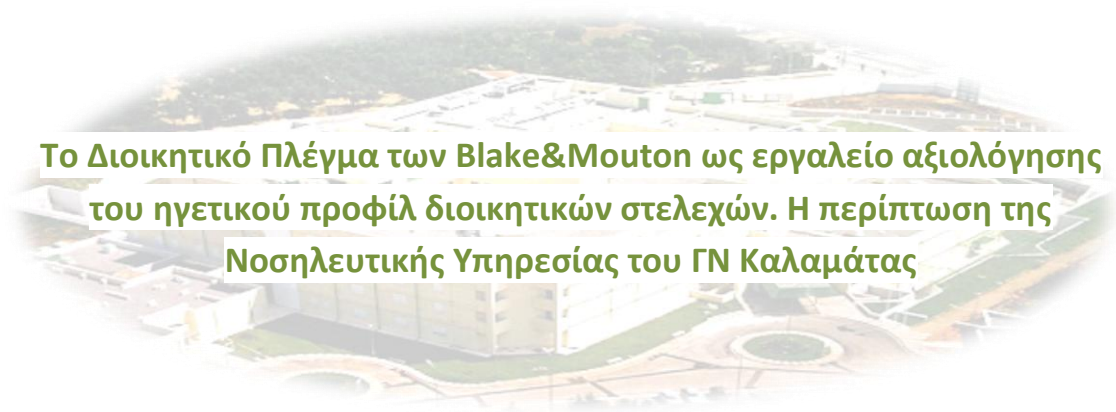 Το Διοικητικό Πλέγμα των Blake&Mouton ως εργαλείο αξιολόγησης
του ηγετικού προφίλ διοικητικών στελεχών. Η περίπτωση της
Νοσηλευτικής Υπηρεσίας του ΓΝ Καλαμάτας